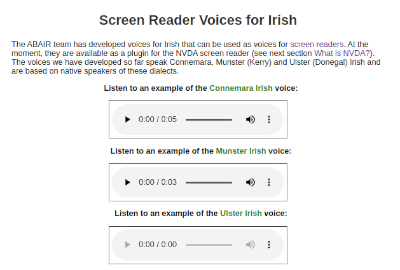 Screen Reader Voices for Irish
The ABAIR team has developed voices for Irish that can be used as voices for screen readers. At the
moment, they are available as a plugin for the NVDA screen reader (see next section What is NVDA?).
The voices we have developed so far speak Connemara, Munster (Kerry) and Ulster (Donegal) Irish and
are based on native speakers of these dialects.
Listen to an example of the Connemara Irish voice:
0:00 / 0:05
Listen to an example of the Munster Irish voice:
0:00 / 0:03
Listen to an example of the Ulster Irish voice:
0:00 / 0:00